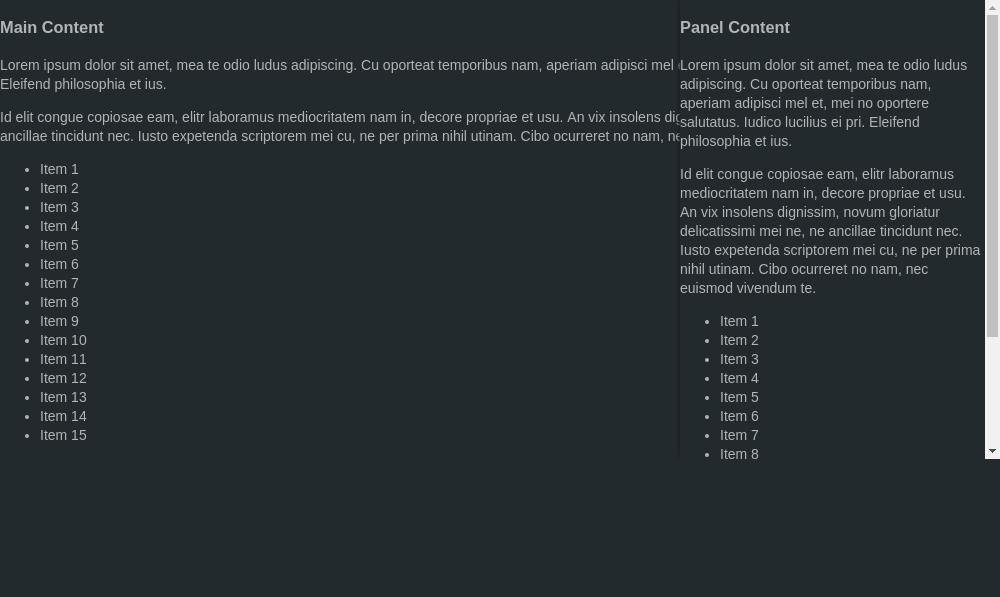 Main Content
Lorem ipsum dolor sit amet, mea te odio ludus adipiscing. Cu oporteat temporibus nam, aperiam adipisci mel
Eleifend philosophia et ius.
Id elit congue copiosae eam, elitr laboramus mediocritatem nam in, decore propriae et usu. An vix insolens
ancillae tincidunt nec. Iusto expetenda scriptorem mei cu, ne per prima nihil utinam. Cibo ocurreret no nam,
Item 1
Item 2
Item 3
Item 4
Item 5
Item 6
Item 7
Item 8
Item 9
Item 10
Item 11
Item 12
Item 13
Item 14
Item 15
Panel Content
Lorem ipsum dolor sit amet, mea te odio ludus
adipiscing. Cu oporteat temporibus nam,
aperiam adipisci mel et, mei no oportere
salutatus. Iudico lucilius ei pri. Eleifend
philosophia et ius.
Id elit congue copiosae eam, elitr laboramus
mediocritatem nam in, decore propriae et usu.
An vix insolens dignissim, novum gloriatur
delicatissimi mei ne, ne ancillae tincidunt nec.
Iusto expetenda scriptorem mei cu, ne per prima
nihil utinam. Cibo ocurreret no nam, nec
euismod vivendum te.
Item 1
Item 2
Item 3
Item 4
Item 5
Item 6
Item 7
Item 8